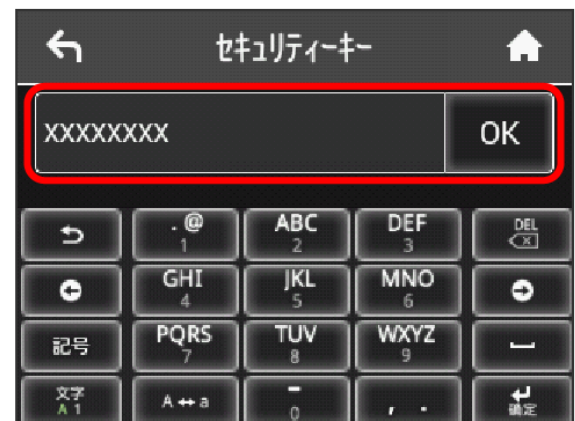 セキュリティーキー
XXXXXXXX OK
. @ ABC DEF DEL
1 2 3
GHI JKL MNO
4 5 6
記号 PQRS TUV WXYZ
7 8 9
文字 A↔a - , . 確定
A 1 0